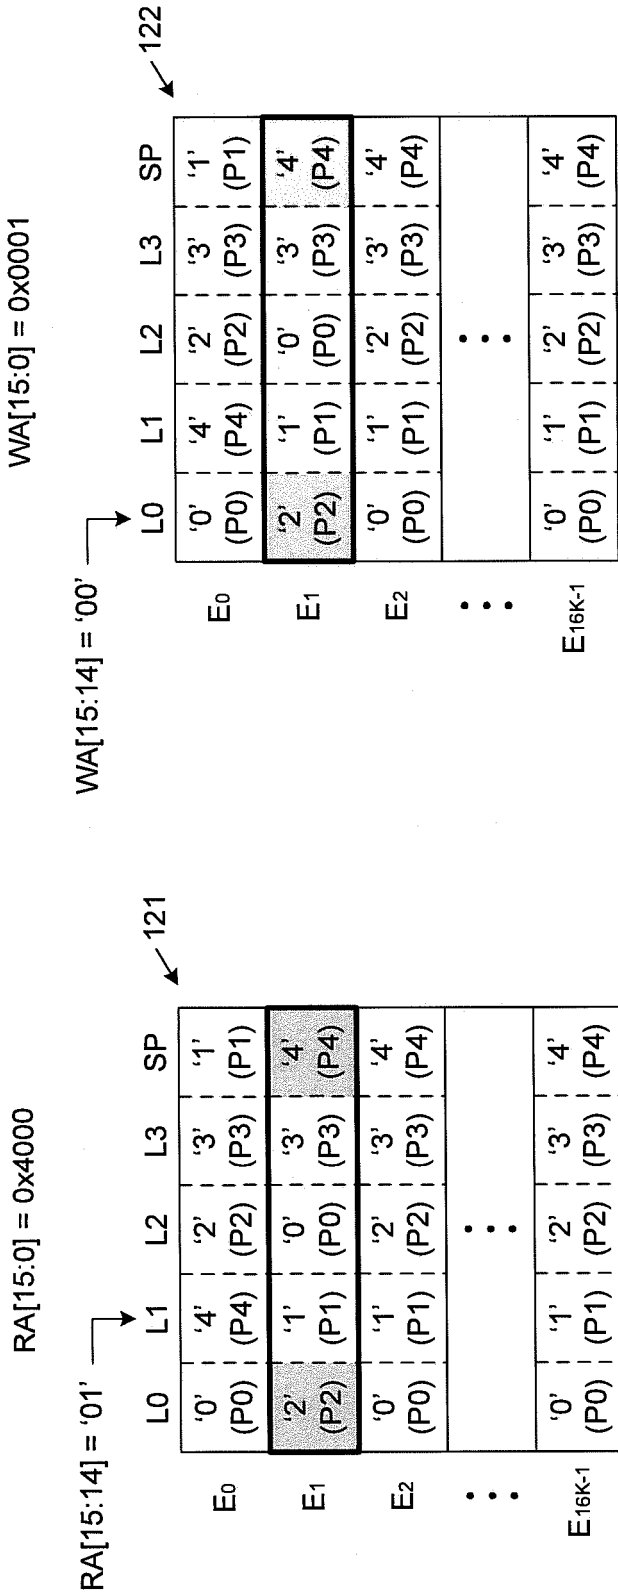 RA[15:0] = 0x4000
RA[15:14] = '01'
121
L0 L1 L2 L3 SP
E0 '0' (P0) '4' (P4) '2' (P2) '3' (P3) '1' (P1)
E1 '2' (P2) '1' (P1) '0' (P0) '3' (P3) '4' (P4)
E2 '0' (P0) '1' (P1) '2' (P2) '3' (P3) '4' (P4)
E16K-1 '0' (P0) '1' (P1) '2' (P2) '3' (P3) '4' (P4)
WA[15:0] = 0x0001
WA[15:14] = '00'
122
L0 L1 L2 L3 SP
E0 '0' (P0) '4' (P4) '2' (P2) '3' (P3) '1' (P1)
E1 '2' (P2) '1' (P1) '0' (P0) '3' (P3) '4' (P4)
E2 '0' (P0) '1' (P1) '2' (P2) '3' (P3) '4' (P4)
E16K-1 '0' (P0) '1' (P1) '2' (P2) '3' (P3) '4' (P4)